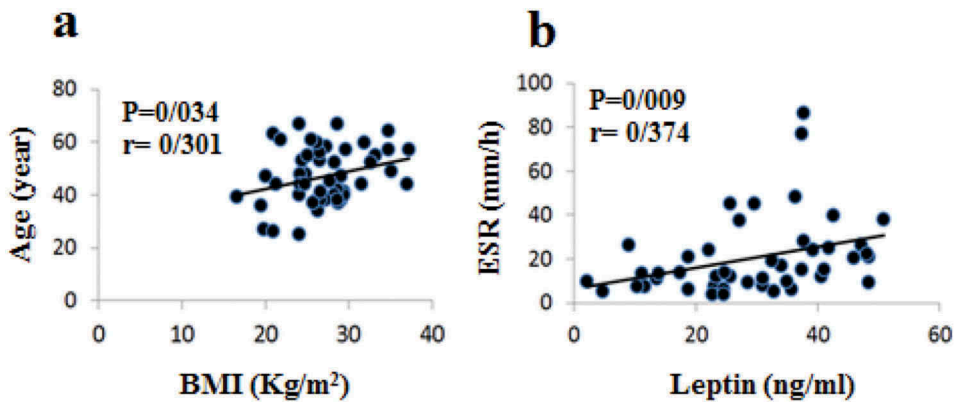 a
P=0/034
r= 0/301
Age (year)
80
60
40
20
0
0 10 20 30 40
BMI (Kg/m²)
b
P=0/009
r= 0/374
ESR (mm/h)
100
80
60
40
20
0
0 20 40 60
Leptin (ng/ml)